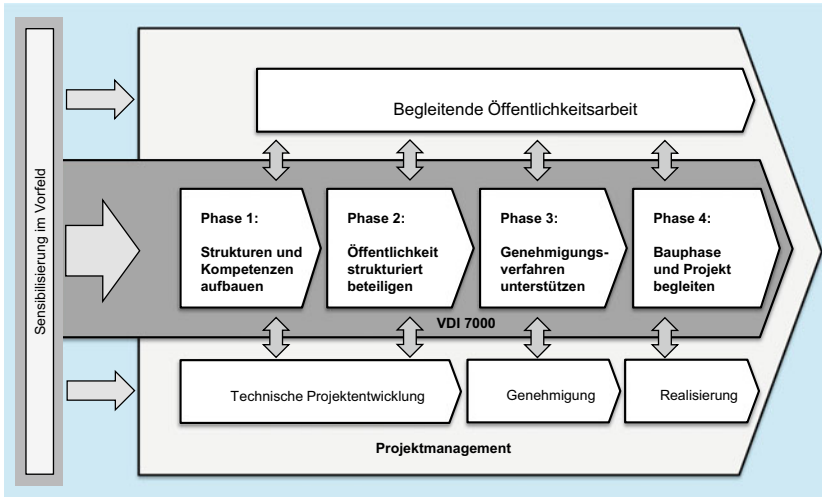 Sensibilisierung im Vorfeld
Begleitende Öffentlichkeitsarbeit
Phase 1:
Strukturen und
Kompetenzen
aufbauen
Phase 2:
Öffentlichkeit
strukturiert
beteiligen
Phase 3:
Genehmigungs-
verfahren
unterstützen
Phase 4:
Bauphase
und Projekt
begleiten
VDI 7000
Technische Projektentwicklung
Genehmigung
Realisierung
Projektmanagement